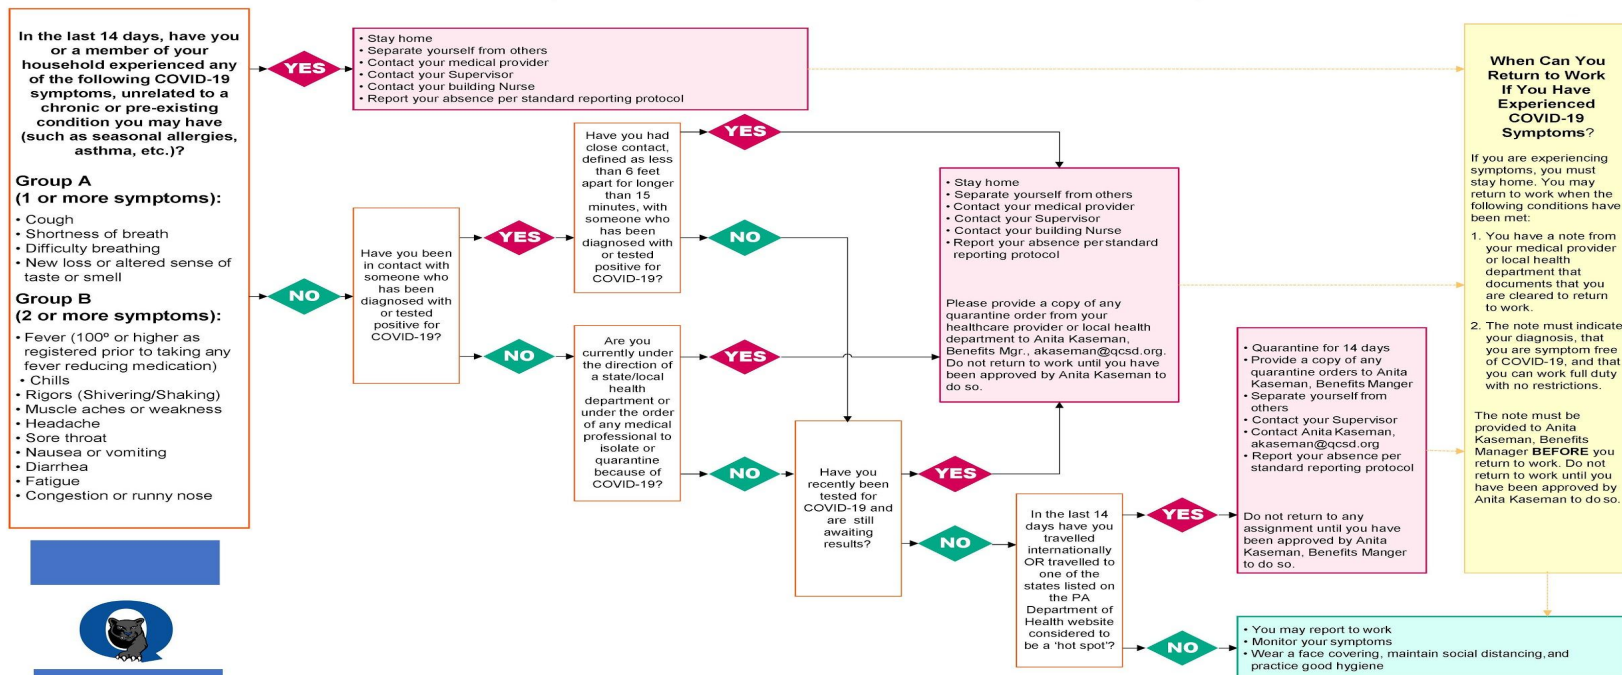 In the last 14 days, have you
or a member of your
household experienced any
of the following COVID-19
symptoms, unrelated to a
chronic or pre-existing
condition you may have
(such as seasonal allergies,
asthma, etc.)?
Group A
(1 or more symptoms):
• Cough
• Shortness of breath
• Difficulty breathing
• New loss or altered sense of
taste or smell
Group B
(2 or more symptoms):
• Fever (100º or higher as
registered prior to taking any
fever reducing medication)
• Chills
• Rigors (Shivering/Shaking)
• Muscle aches or weakness
• Headache
• Sore throat
• Nausea or vomiting
• Diarrhea
• Fatigue
• Congestion or runny nose
Q
YES
• Stay home
• Separate yourself from others
• Contact your medical provider
• Contact your Supervisor
• Contact your building Nurse
• Report your absence per standard reporting protocol
NO
Have you been
in contact with
someone who
has been
diagnosed with
or tested
positive for
COVID-19?
YES
Have you had
close contact,
defined as less
than 6 feet
apart for longer
than 15
minutes, with
someone who
has been
diagnosed with
or tested
positive for
COVID-19?
YES
NO
NO
Are you
currently under
the direction of
a state/local
health
department or
under the order
of any medical
professional to
isolate or
quarantine
because of
COVID-19?
YES
NO
• Stay home
• Separate yourself from others
• Contact your medical provider
• Contact your Supervisor
• Contact your building Nurse
• Report your absence per standard
reporting protocol
Please provide a copy of any
quarantine order from your
healthcare provider or local health
department to Anita Kaseman,
Benefits Mgr., akaseman@qcsd.org.
Do not return to work until you have
been approved by Anita Kaseman to
do so.
Have you
recently been
tested for
COVID-19 and
are still
awaiting
results?
YES
NO
In the last 14
days have you
travelled
internationally
OR travelled to
one of the
states listed on
the PA
Department of
Health website
considered to
be a 'hot spot'?
YES
• Quarantine for 14 days
• Provide a copy of any
quarantine orders to Anita
Kaseman, Benefits Manger
• Separate yourself from
others
• Contact your Supervisor
• Contact Anita Kaseman,
akaseman@qcsd.org
• Report your absence per
standard reporting protocol
Do not return to any
assignment until you have
been approved by Anita
Kaseman, Benefits Manger
to do so.
NO
• You may report to work
• Monitor your symptoms
• Wear a face covering, maintain social distancing, and
practice good hygiene
When Can You
Return to Work
If You Have
Experienced
COVID-19
Symptoms?
If you are experiencing
symptoms, you must
stay home. You may
return to work when the
following conditions have
been met:
1. You have a note from
your medical provider
or local health
department that
documents that you
are cleared to return
to work.
2. The note must indicate
your diagnosis, that
you are symptom free
of COVID-19, and that
you can work full duty
with no restrictions.
The note must be
provided to Anita
Kaseman, Benefits
Manager BEFORE you
return to work. Do not
return to work until you
have been approved by
Anita Kaseman to do so.